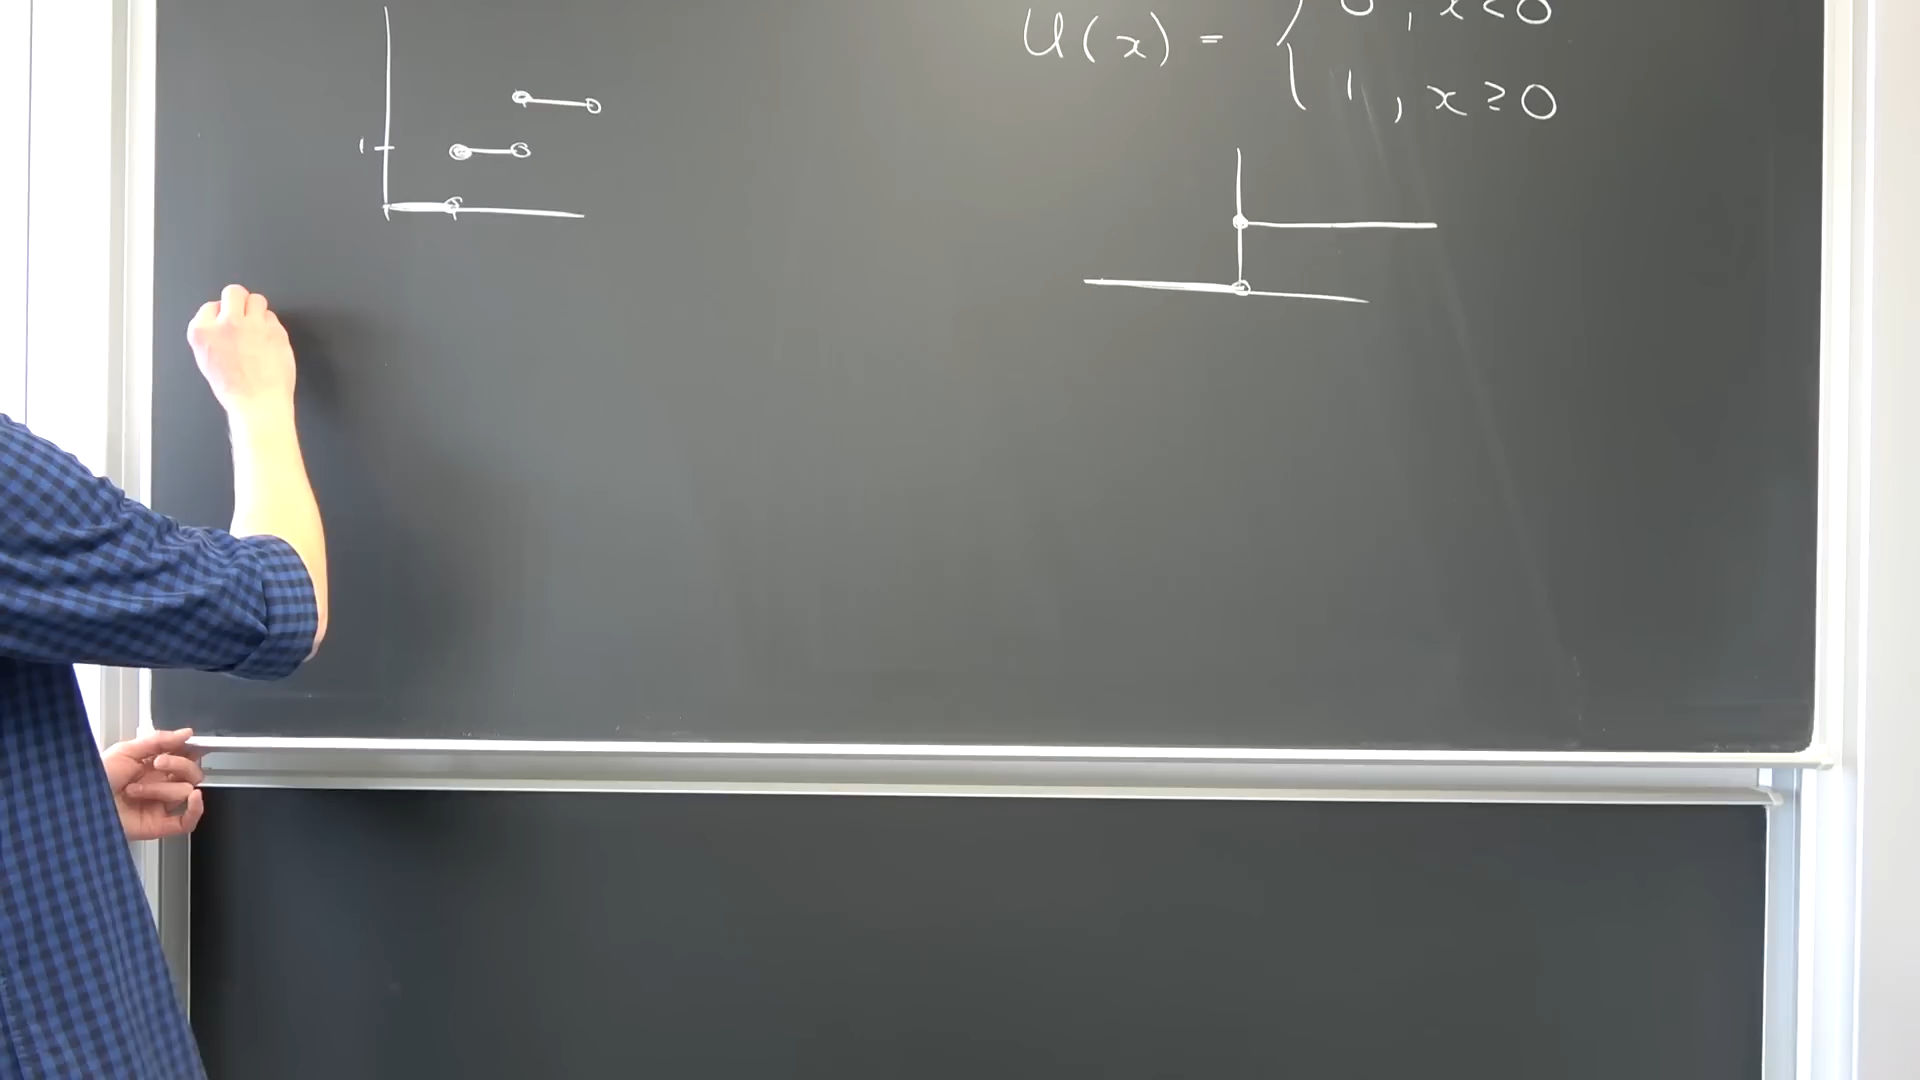 1
U(x) = { 0 , x < 0
1 , x ≥ 0